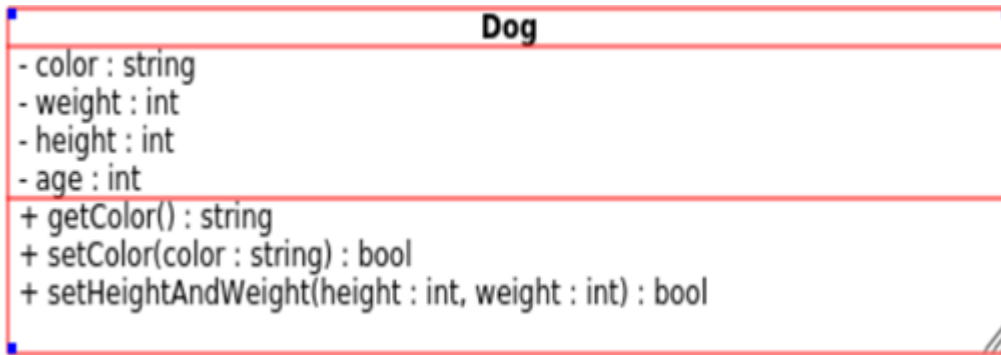 Dog
- color : string
- weight : int
- height : int
- age : int
+ getColor() : string
+ setColor(color : string) : bool
+ setHeightAndWeight(height : int, weight : int) : bool